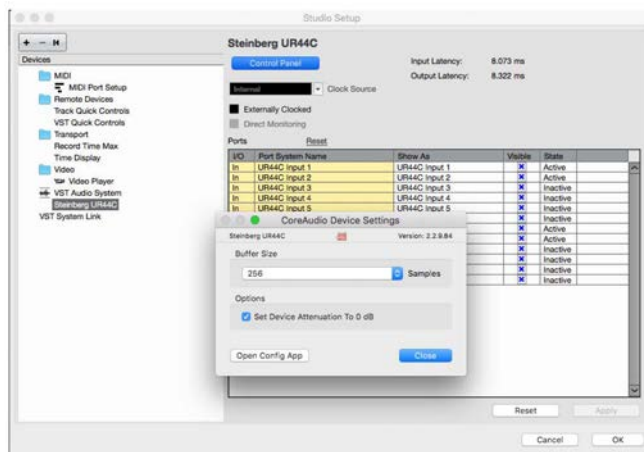 Studio Setup
+ - H
Devices
MIDI
MIDI Port Setup
Remote Devices
Track Quick Controls
VST Quick Controls
Transport
Record Time Max
Time Display
Video
Video Player
VST Audio System
Steinberg UR44C
VST System Link
Steinberg UR44C
Control Panel
Input Latency: 8.073 ms
Output Latency: 8.322 ms
Internal Clock Source
Externally Clocked
Direct Monitoring
Ports Reset
I/O Port System Name Show As Visible State
In UR44C Input 1 UR44C Input 1 Active
In UR44C Input 2 UR44C Input 2 Active
In UR44C Input 3 UR44C Input 3 Inactive
In UR44C Input 4 UR44C Input 4 Inactive
In UR44C Input 5 UR44C Input 5 Inactive
Inactive
Active
Active
Inactive
Inactive
Inactive
Inactive
CoreAudio Device Settings
Steinberg UR44C Version: 2.2.9.84
Buffer Size
256 Samples
Options
Set Device Attenuation To 0 dB
Open Config App Close
Reset Apply
Cancel OK